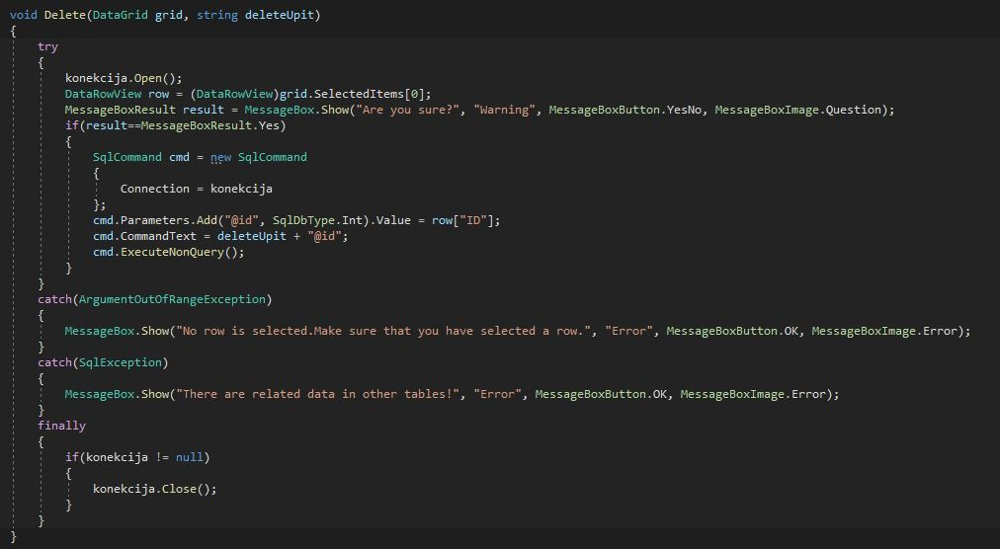 void Delete(DataGrid grid, string deleteUpit)
{
try
{
konekcija.Open();
DataRowView row = (DataRowView)grid.SelectedItems[0];
MessageBoxResult result = MessageBox.Show("Are you sure?", "Warning", MessageBoxButton.YesNo, MessageBoxImage.Question);
if(result==MessageBoxResult.Yes)
{
SqlCommand cmd = new SqlCommand
{
Connection = konekcija
};
cmd.Parameters.Add("@id", SqlDbType.Int).Value = row["ID"];
cmd.CommandText = deleteUpit + "@id";
cmd.ExecuteNonQuery();
}
}
catch(ArgumentOutOfRangeException)
{
MessageBox.Show("No row is selected.Make sure that you have selected a row.", "Error", MessageBoxButton.OK, MessageBoxImage.Error);
}
catch(SqlException)
{
MessageBox.Show("There are related data in other tables!", "Error", MessageBoxButton.OK, MessageBoxImage.Error);
}
finally
{
if(konekcija != null)
{
konekcija.Close();
}
}
}